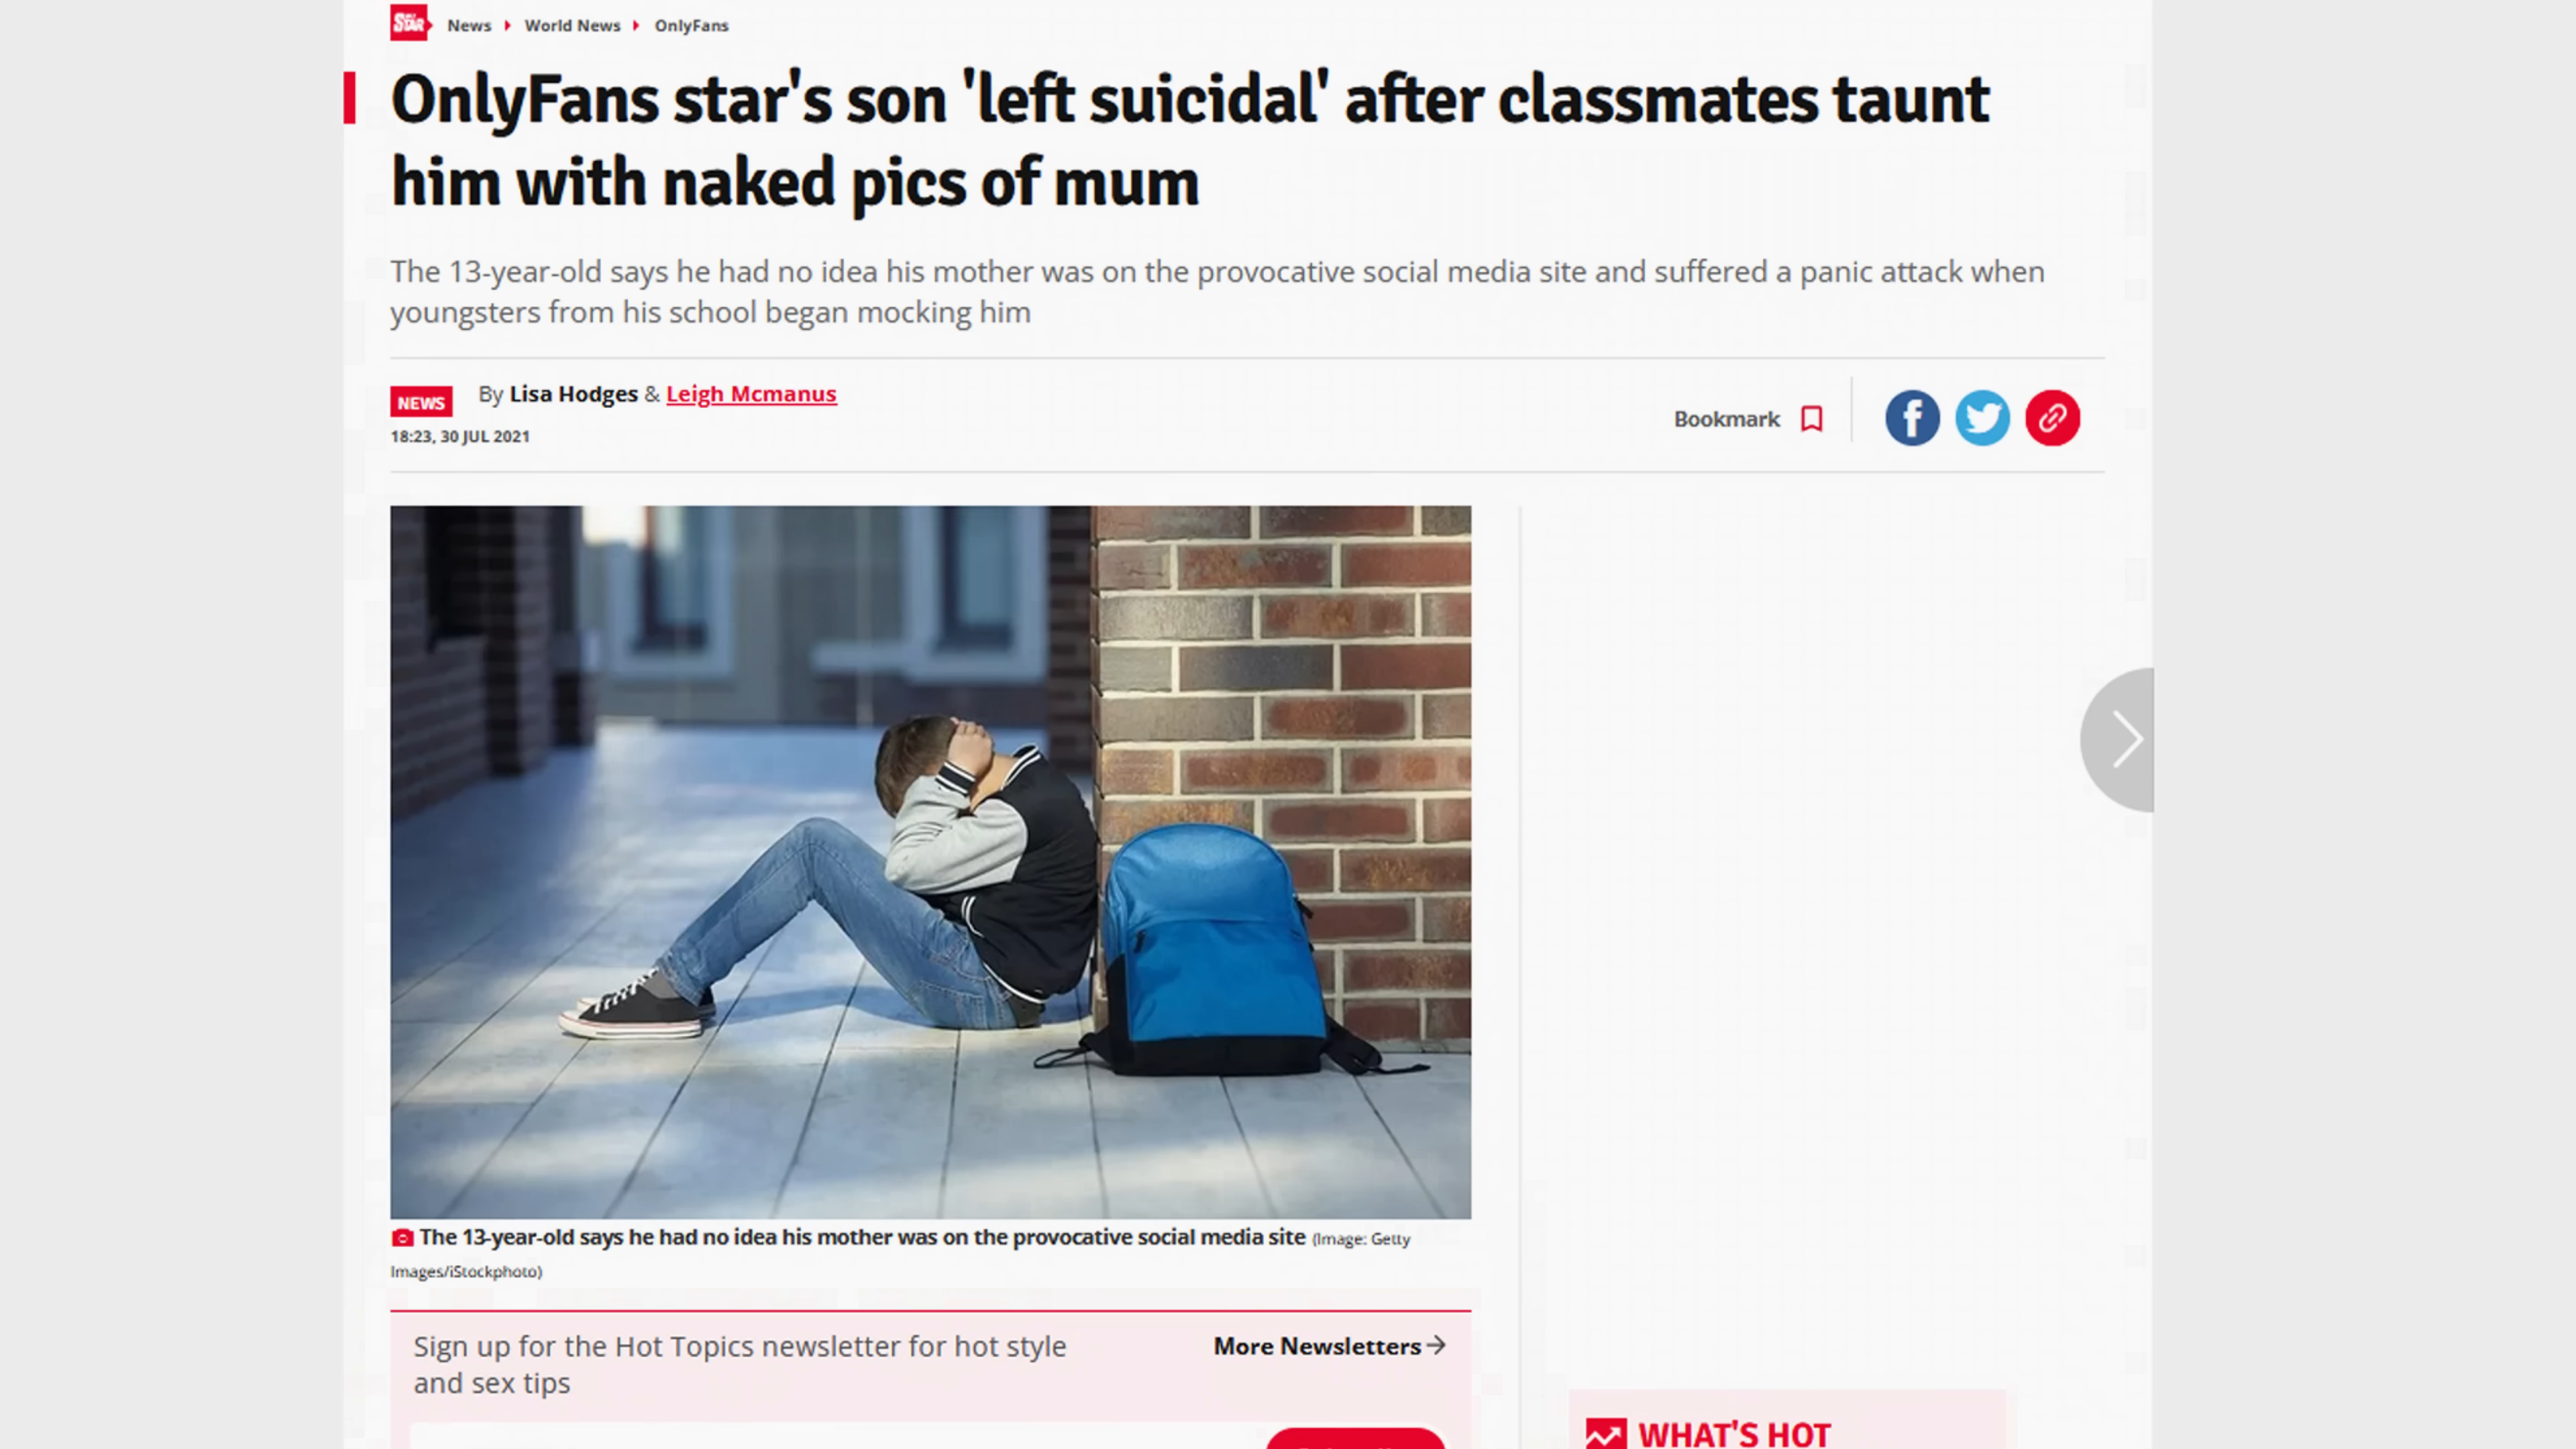 STAR News World News OnlyFans
OnlyFans star's son 'left suicidal' after classmates taunt
him with naked pics of mum
The 13-year-old says he had no idea his mother was on the provocative social media site and suffered a panic attack when
youngsters from his school began mocking him
NEWS By Lisa Hodges & Leigh Mcmanus
18:23, 30 JUL 2021
Bookmark
The 13-year-old says he had no idea his mother was on the provocative social media site (Image: Getty
Images/iStockphoto)
Sign up for the Hot Topics newsletter for hot style
and sex tips
More Newsletters
WHAT'S HOT